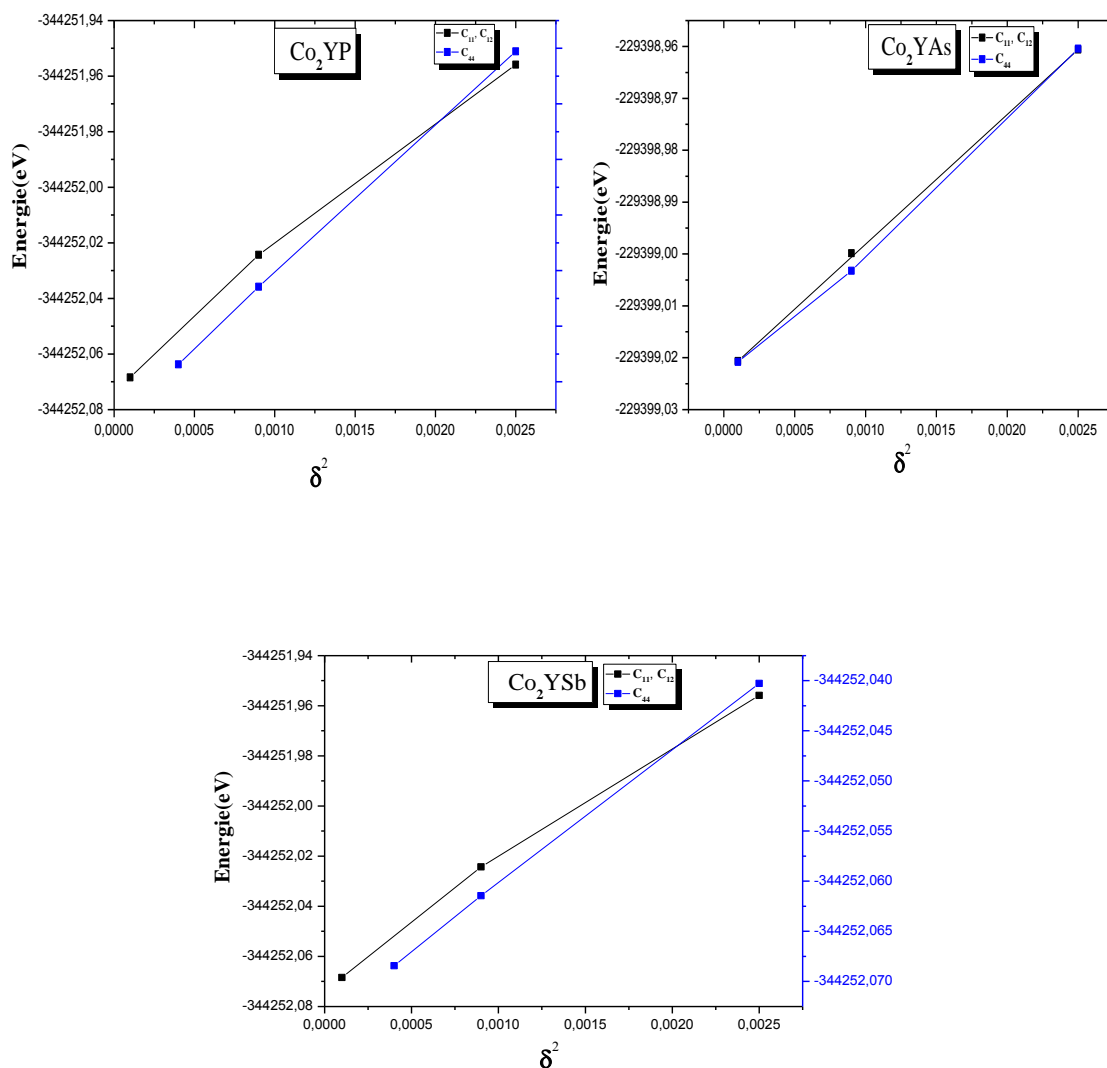 Co2YP
C11, C12
C44
Energie(eV)
-344251,94
-344251,96
-344251,98
-344252,00
-344252,02
-344252,04
-344252,06
-344252,08
0,0000 0,0005 0,0010 0,0015 0,0020 0,0025
δ2
Co2YAs
C11, C12
C44
Energie(eV)
-229398,96
-229398,97
-229398,98
-229398,99
-229399,00
-229399,01
-229399,02
-229399,03
0,0000 0,0005 0,0010 0,0015 0,0020 0,0025
δ2
Co2YSb
C11, C12
C44
Energie(eV)
-344251,94
-344251,96
-344251,98
-344252,00
-344252,02
-344252,04
-344252,06
-344252,08
-344252,040
-344252,045
-344252,050
-344252,055
-344252,060
-344252,065
-344252,070
0,0000 0,0005 0,0010 0,0015 0,0020 0,0025
δ2